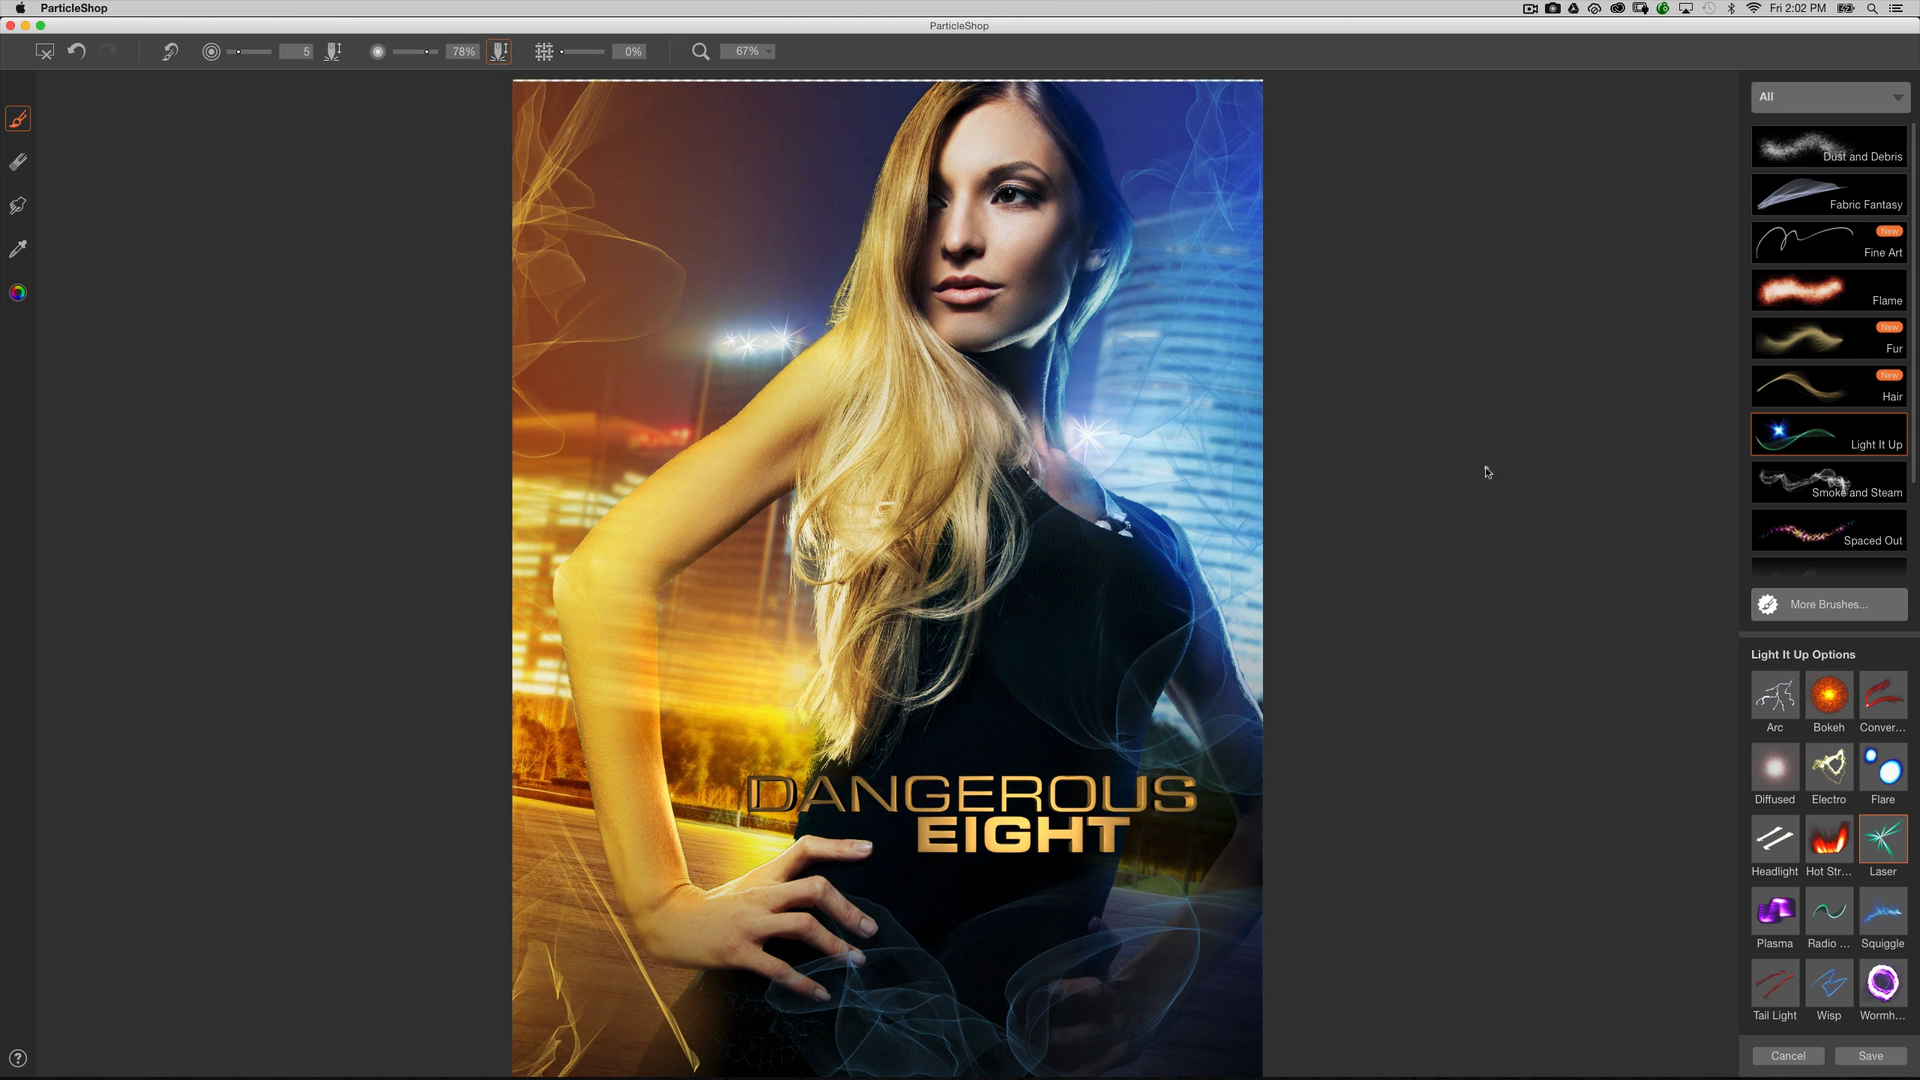 ParticleShop
Fri 2:02 PM
ParticleShop
5
78%
0%
67%
All
Dust and Debris
Fabric Fantasy
New
Fine Art
Flame
New
Fur
New
Hair
Light It Up
Smoke and Steam
Spaced Out
More Brushes...
Light It Up Options
Arc
Bokeh
Conver...
Diffused
Electro
Flare
Headlight
Hot Str...
Laser
Plasma
Radio ...
Squiggle
Tail Light
Wisp
Wormh...
Cancel
Save
DANGEROUS
EIGHT